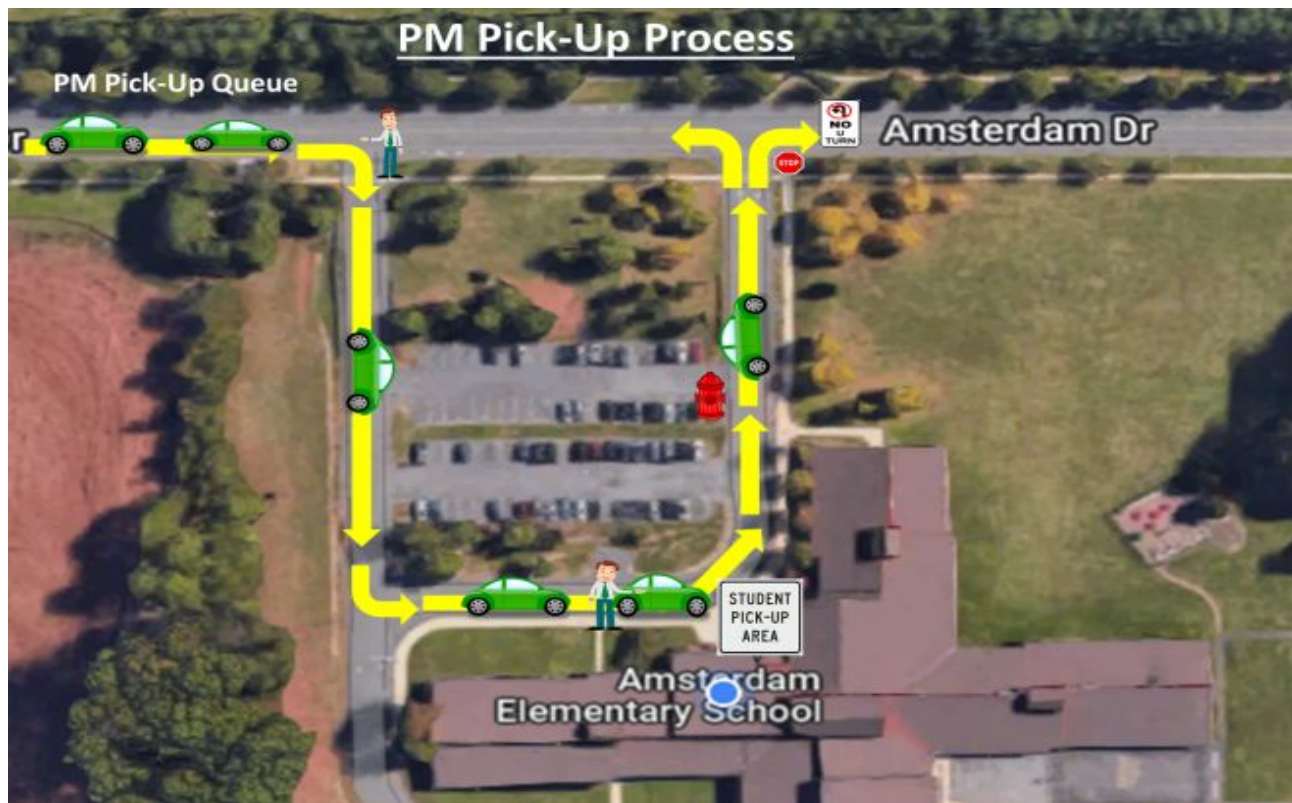 PM Pick-Up Process
PM Pick-Up Queue
r
Amsterdam Dr
NO
U
TURN
STOP
STUDENT
PICK-UP
AREA
Amsterdam
Elementary School